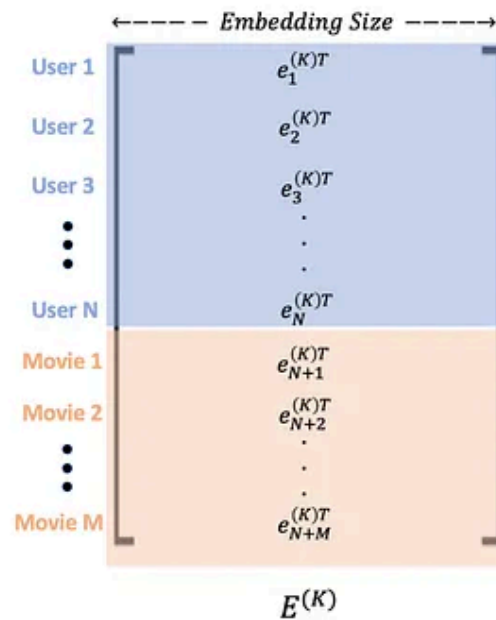 <---- Embedding Size ---->
User 1 e_1^{(K)T}
User 2 e_2^{(K)T}
User 3 e_3^{(K)T}
User N e_N^{(K)T}
Movie 1 e_{N+1}^{(K)T}
Movie 2 e_{N+2}^{(K)T}
Movie M e_{N+M}^{(K)T}
E^{(K)}